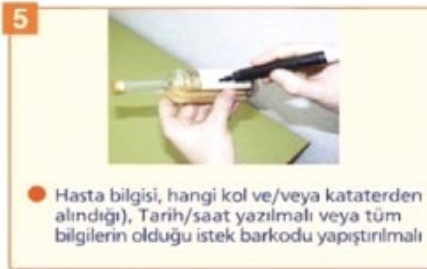 5
Hasta bilgisi, hangi kol ve/veya kataterden
alındığı), Tarih/saat yazılmalı veya tüm
bilgilerin olduğu istek barkodu yapıştırılmalı